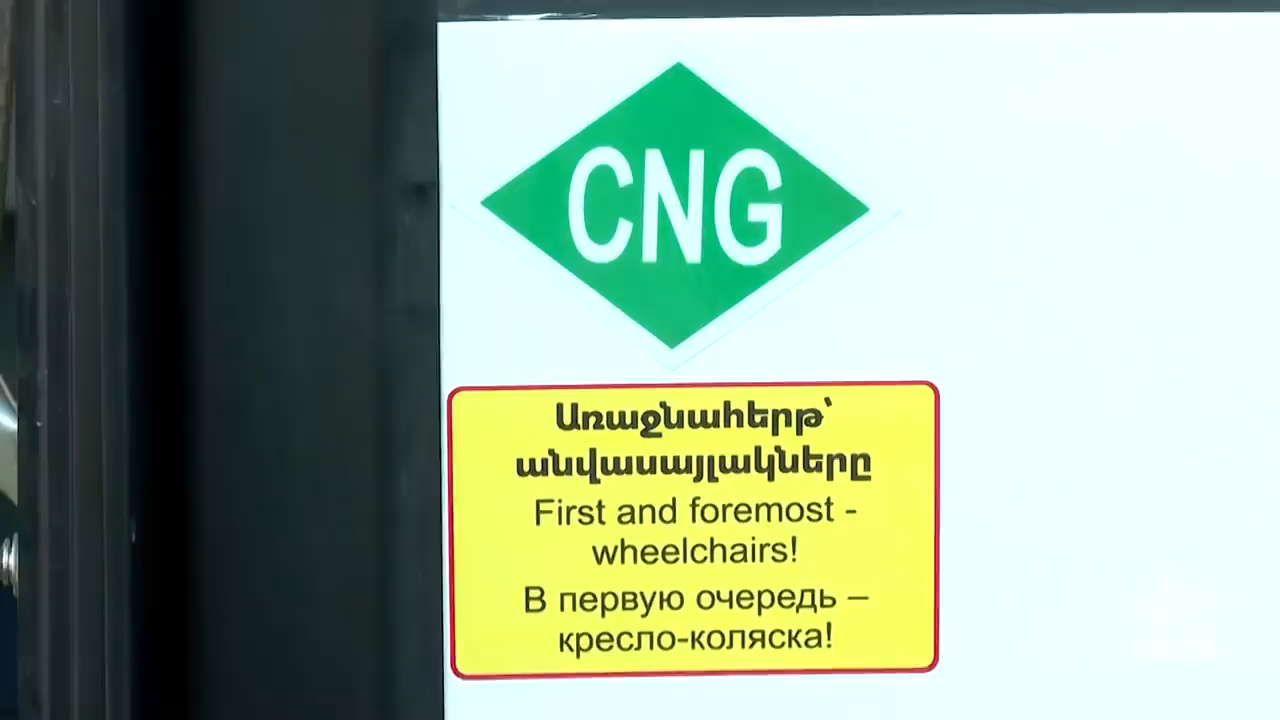 CNG
Առաջնահերթ՝
անվասայլակները
First and foremost -
wheelchairs!
В первую очередь –
кресло-коляска!